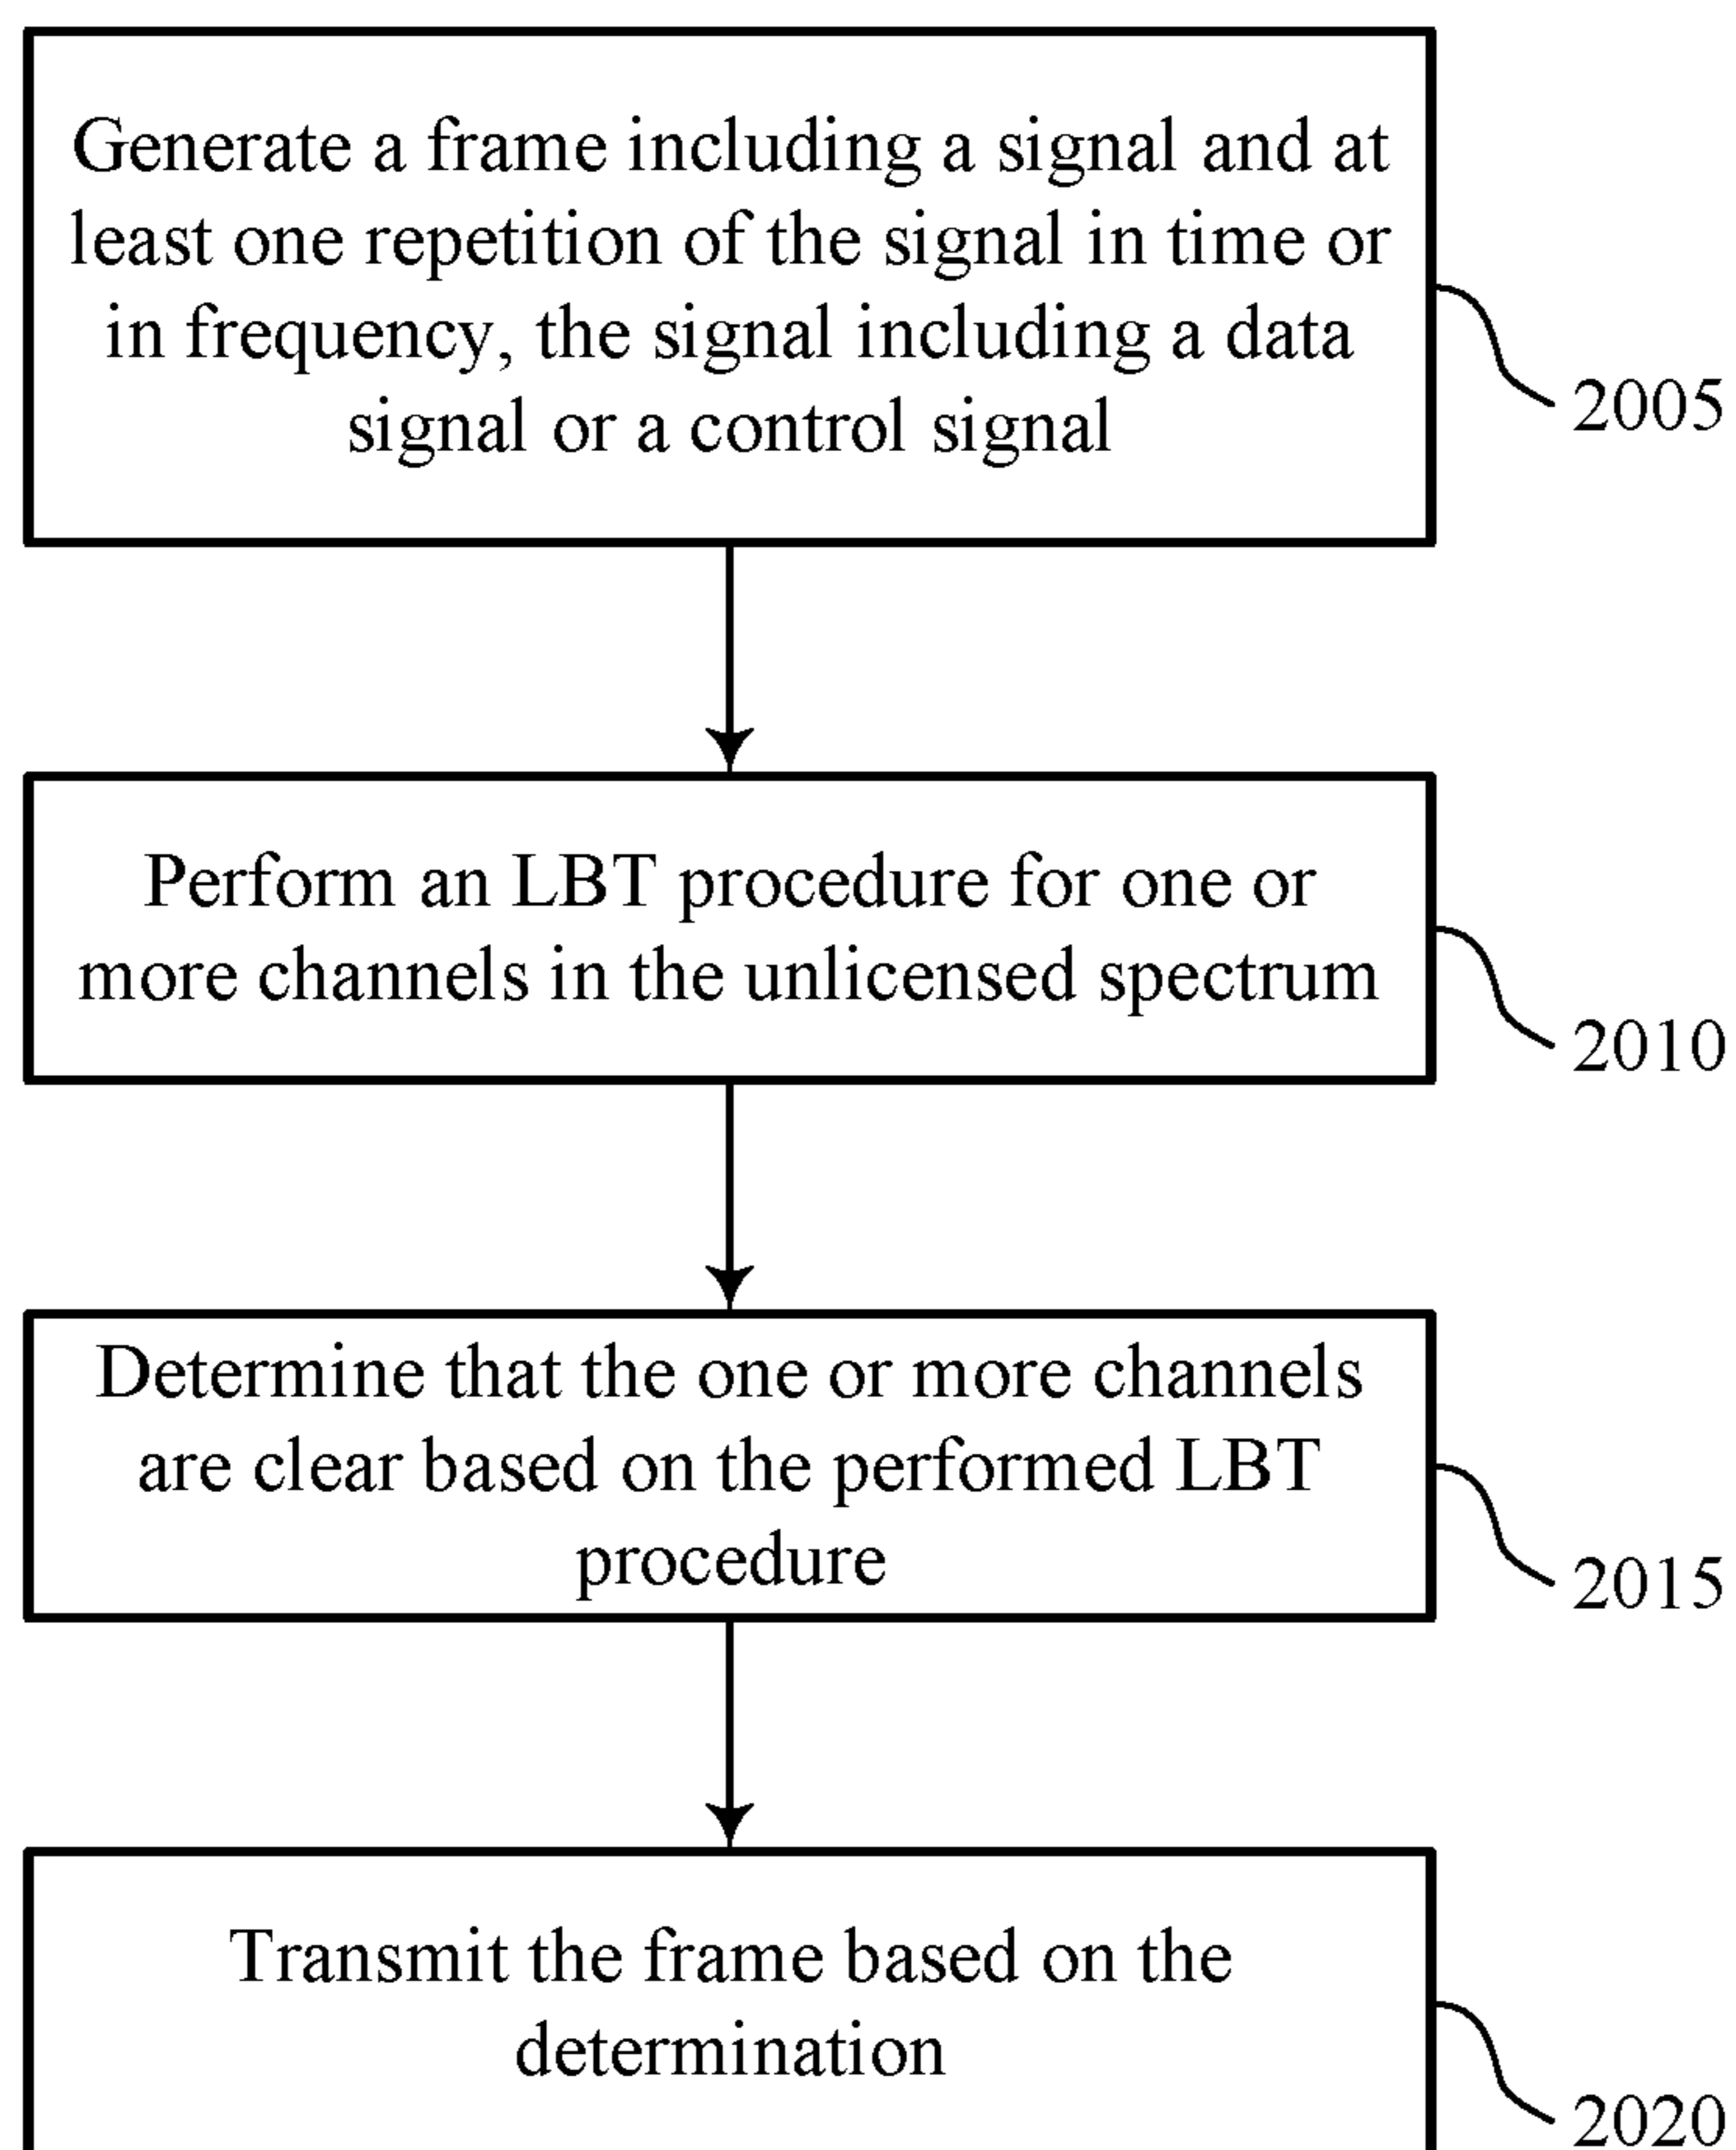 Generate a frame including a signal and at
least one repetition of the signal in time or
in frequency, the signal including a data
signal or a control signal
2005
Perform an LBT procedure for one or
more channels in the unlicensed spectrum
2010
Determine that the one or more channels
are clear based on the performed LBT
procedure
2015
Transmit the frame based on the
determination
2020